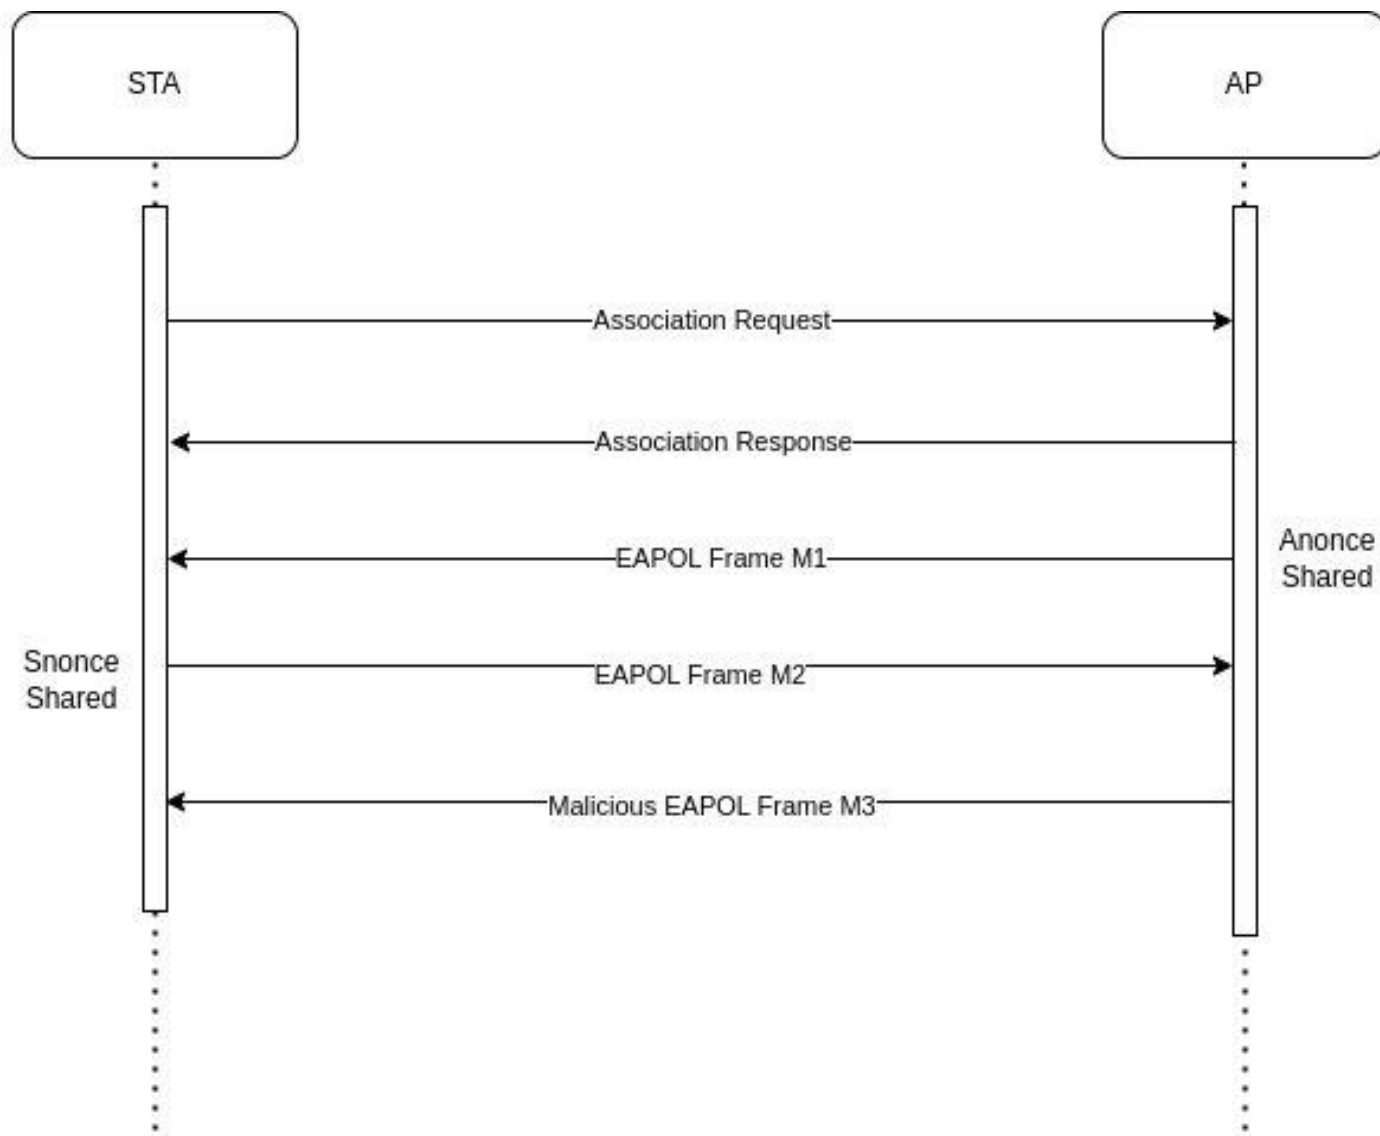 STA
AP
Association Request
Association Response
Anonce
Shared
EAPOL Frame M1
Snonce
Shared
EAPOL Frame M2
Malicious EAPOL Frame M3